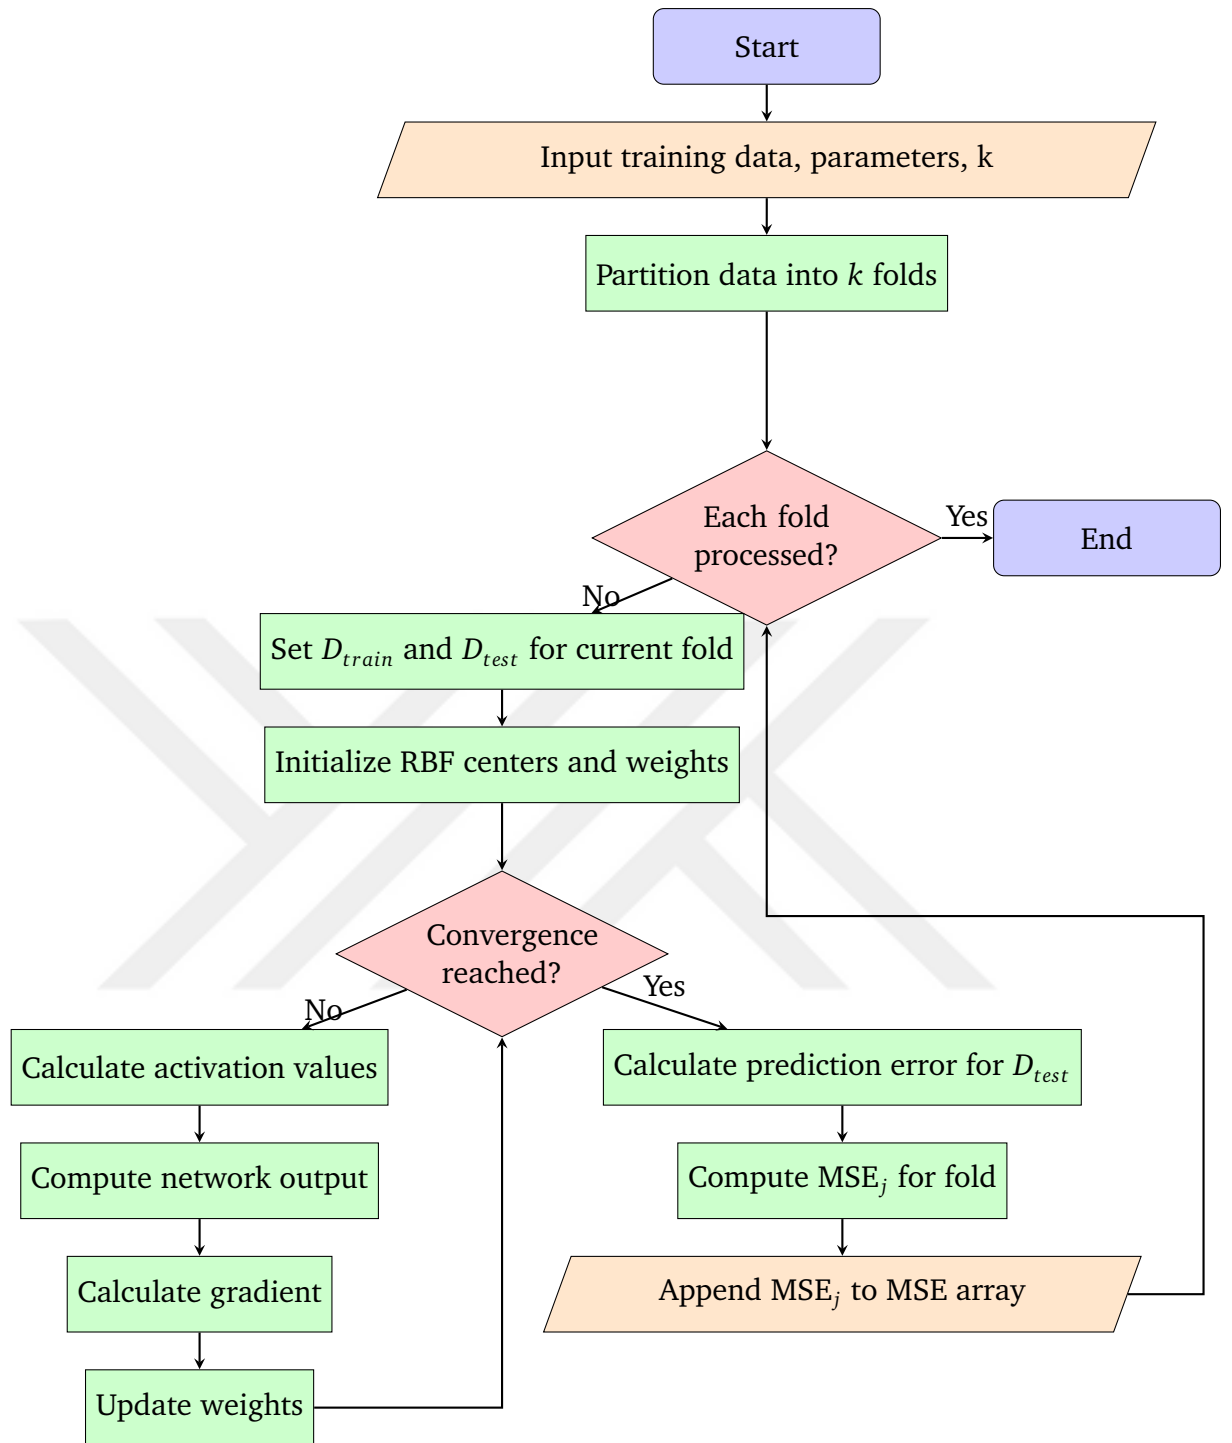 Start
Input training data, parameters, k
Partition data into k folds
Each fold
processed?
Yes
End
No
Set D_train and D_test for current fold
Initialize RBF centers and weights
Convergence
reached?
No
Yes
Calculate activation values
Calculate prediction error for D_test
Compute network output
Compute MSE_j for fold
Calculate gradient
Append MSE_j to MSE array
Update weights